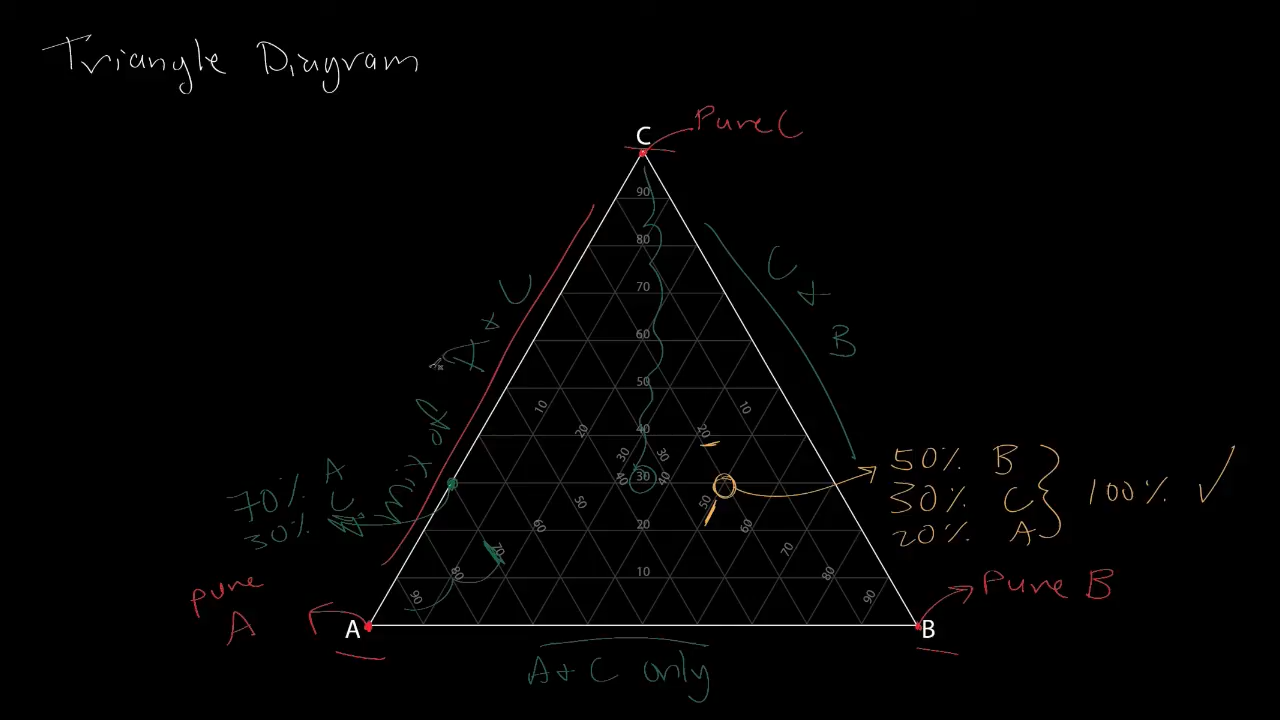 Triangle Diagram
C
Pure C
90
80
70
60
50
40
30
20
10
10
20
30
40
50
60
70
80
90
10
20
30
40
50
60
70
80
90
mix of A + C
C + B
70% A
30% C
50% B
30% C
20% A
100% ✓
pure
A
A
B
Pure B
A + C only